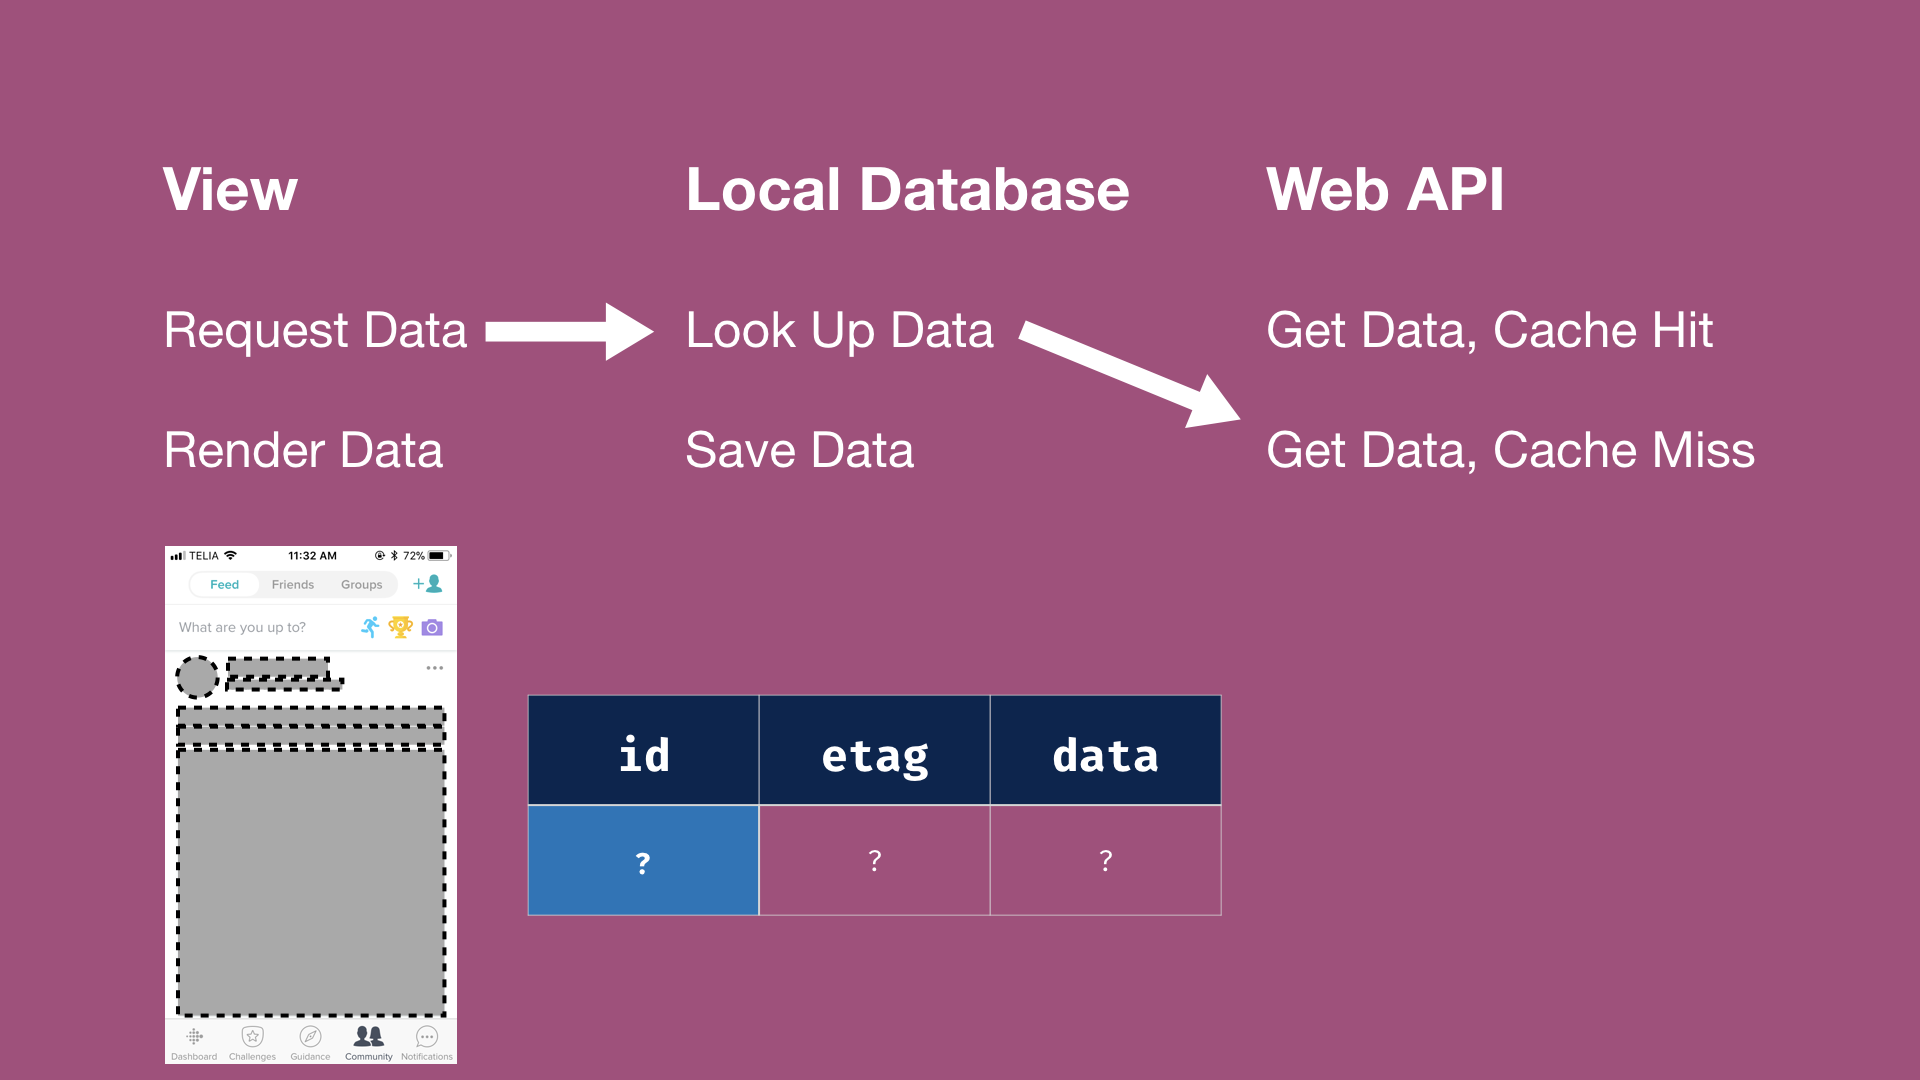 View Local Database Web API
Request Data Look Up Data Get Data, Cache Hit
Render Data Save Data Get Data, Cache Miss
TELIA 11:32 AM 72%
Feed Friends Groups
What are you up to?
id etag data
? ? ?
Dashboard Challenges Guidance Community Notifications